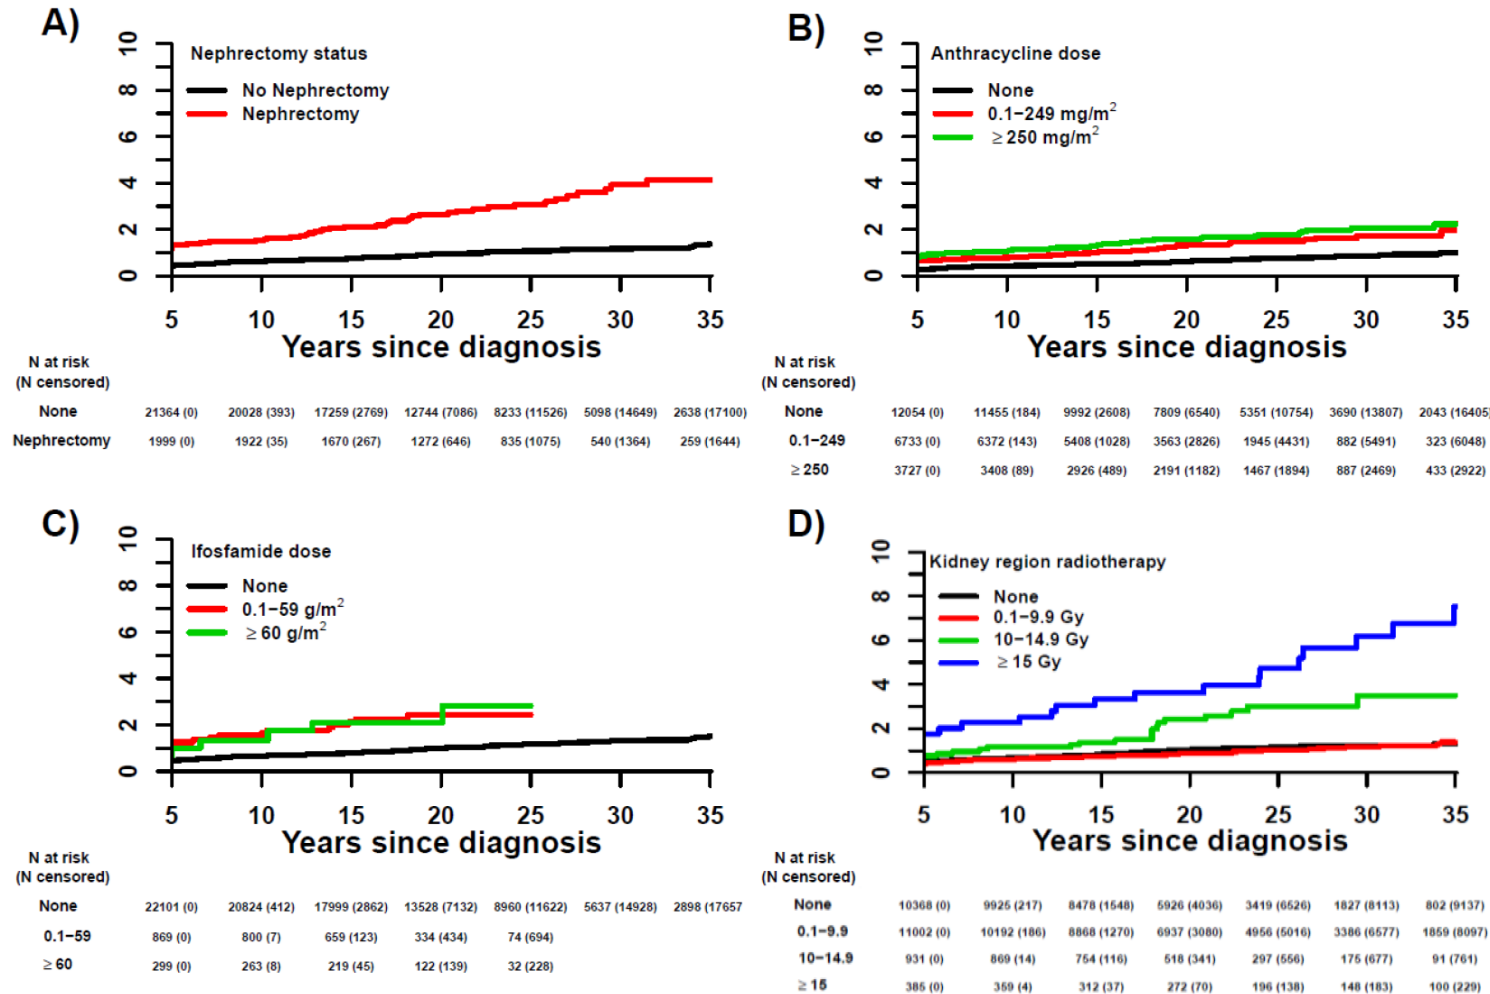 A)
Nephrectomy status
No Nephrectomy
Nephrectomy
0 2 4 6 8 10
5 10 15 20 25 30 35
Years since diagnosis
N at risk
(N censored)
None 21364 (0) 20028 (393) 17259 (2769) 12744 (7086) 8233 (11526) 5098 (14649) 2638 (17100)
Nephrectomy 1999 (0) 1922 (35) 1670 (267) 1272 (646) 835 (1075) 540 (1364) 259 (1644)
B)
Anthracycline dose
None
0.1−249 mg/m²
≥ 250 mg/m²
0 2 4 6 8 10
5 10 15 20 25 30 35
Years since diagnosis
N at risk
(N censored)
None 12054 (0) 11455 (184) 9992 (2608) 7809 (6540) 5351 (10754) 3690 (13807) 2043 (16405)
0.1−249 6733 (0) 6372 (143) 5408 (1028) 3563 (2826) 1945 (4431) 882 (5491) 323 (6048)
≥ 250 3727 (0) 3408 (89) 2926 (489) 2191 (1182) 1467 (1894) 887 (2469) 433 (2922)
C)
Ifosfamide dose
None
0.1−59 g/m²
≥ 60 g/m²
0 2 4 6 8 10
5 10 15 20 25 30 35
Years since diagnosis
N at risk
(N censored)
None 22101 (0) 20824 (412) 17999 (2862) 13528 (7132) 8960 (11622) 5637 (14928) 2898 (17657
0.1−59 869 (0) 800 (7) 659 (123) 334 (434) 74 (694)
≥ 60 299 (0) 263 (8) 219 (45) 122 (139) 32 (228)
D)
Kidney region radiotherapy
None
0.1−9.9 Gy
10−14.9 Gy
≥ 15 Gy
0 2 4 6 8 10
5 10 15 20 25 30 35
Years since diagnosis
N at risk
(N censored)
None 10368 (0) 9925 (217) 8478 (1548) 5926 (4036) 3419 (6526) 1827 (8113) 802 (9137)
0.1−9.9 11002 (0) 10192 (186) 8868 (1270) 6937 (3080) 4956 (5016) 3386 (6577) 1859 (8097)
10−14.9 931 (0) 869 (14) 754 (116) 518 (341) 297 (556) 175 (677) 91 (761)
≥ 15 385 (0) 359 (4) 312 (37) 272 (70) 196 (138) 148 (183) 100 (229)